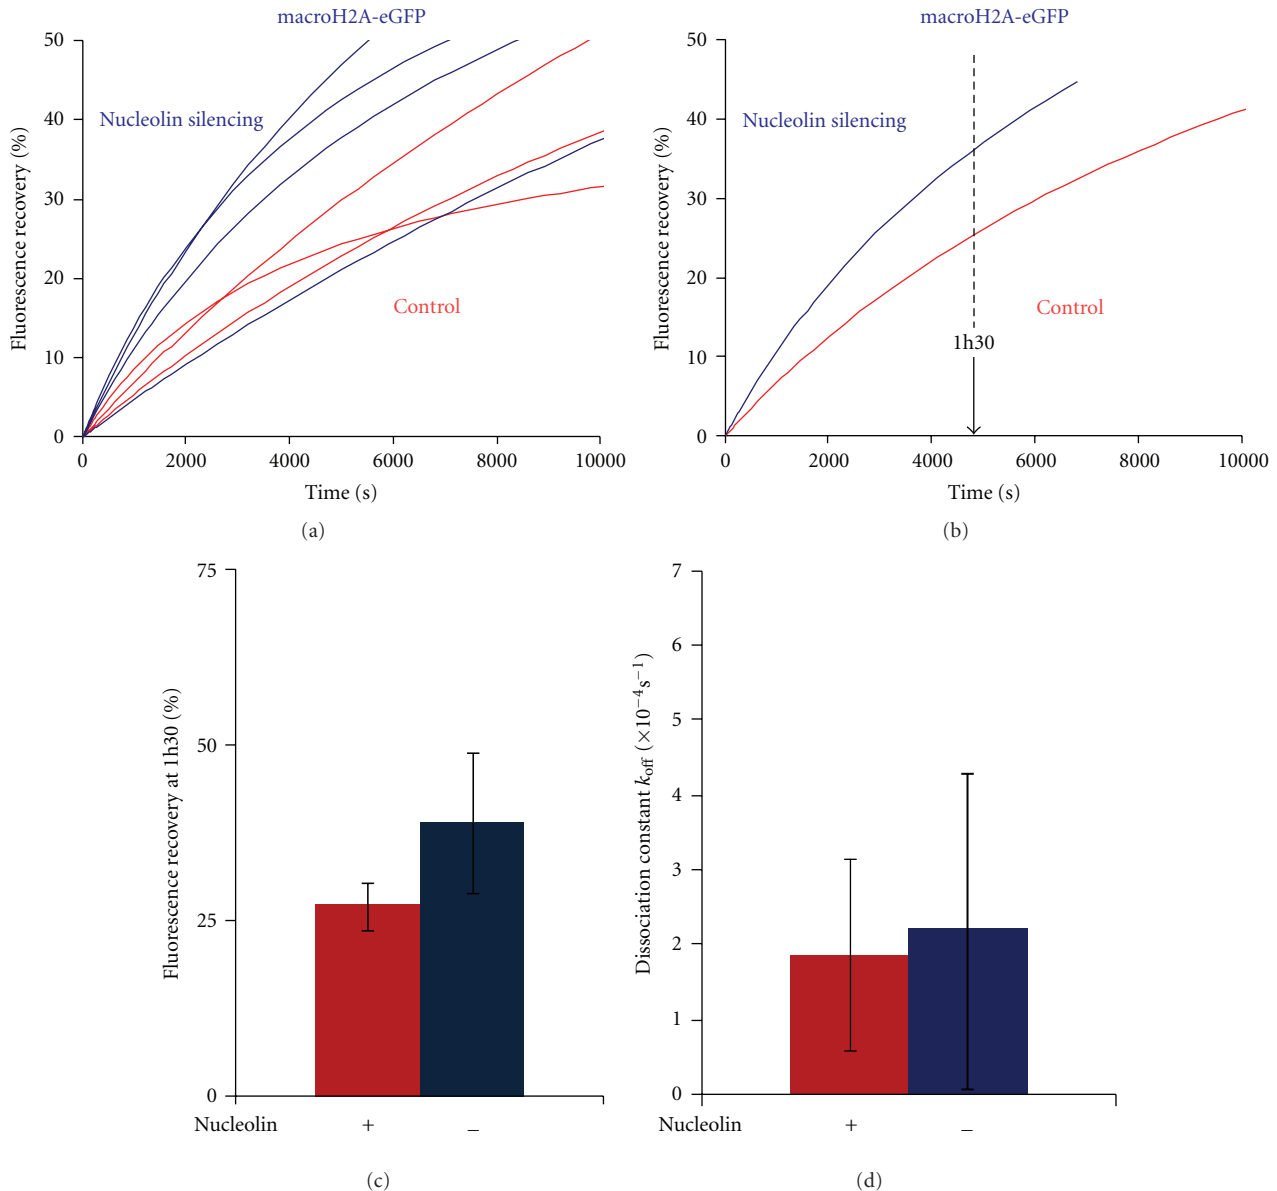 macroH2A-eGFP
50
40
30
20
10
0
Fluorescence recovery (%)
Nucleolin silencing
Control
0 2000 4000 6000 8000 10000
Time (s)
(a)
macroH2A-eGFP
50
40
30
20
10
0
Fluorescence recovery (%)
Nucleolin silencing
Control
1h30
0 2000 4000 6000 8000 10000
Time (s)
(b)
75
50
25
0
Fluorescence recovery at 1h30 (%)
Nucleolin + −
(c)
7
6
5
4
3
2
1
0
Dissociation constant k_off (×10⁻⁴s⁻¹)
Nucleolin + −
(d)